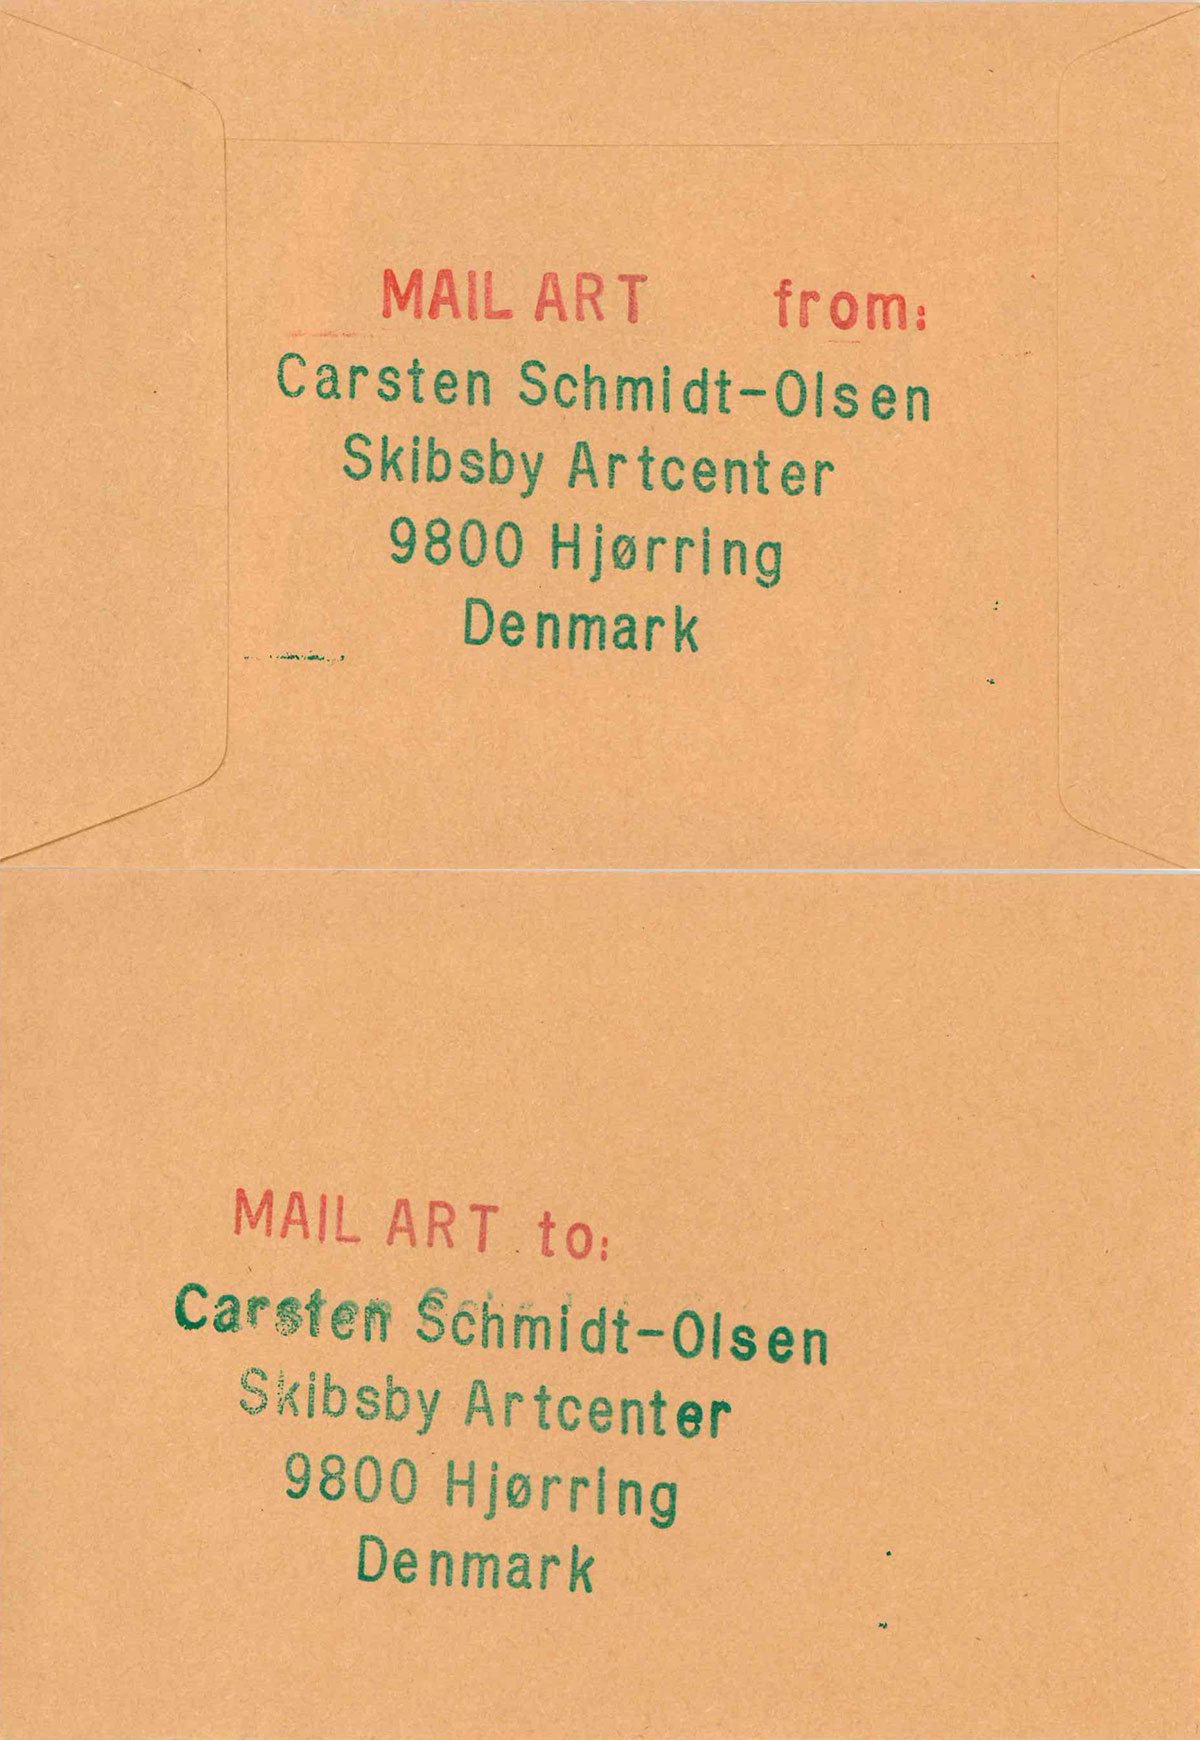 MAIL ART from:
Carsten Schmidt-Olsen
Skibsby Artcenter
9800 Hjørring
Denmark
MAIL ART to:
Carsten Schmidt-Olsen
Skibsby Artcenter
9800 Hjørring
Denmark